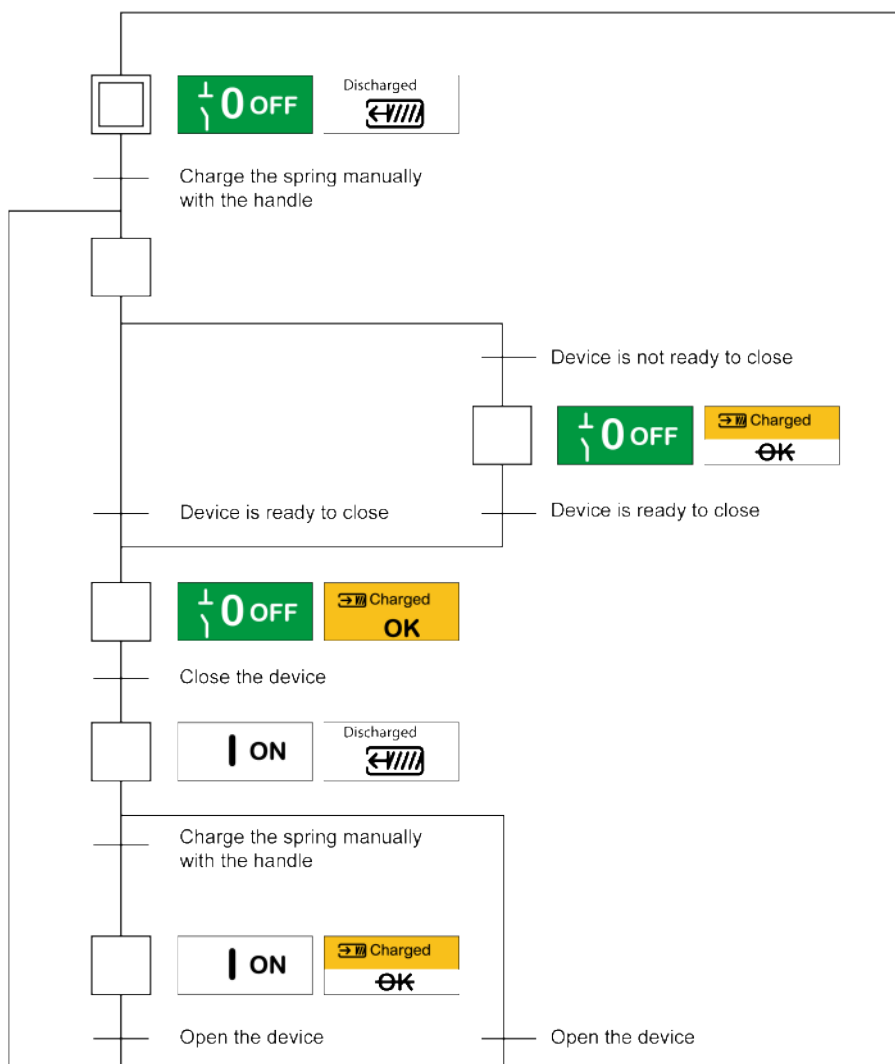 0 OFF
Discharged
Charge the spring manually
with the handle
Device is not ready to close
0 OFF
Charged
OK
Device is ready to close
Device is ready to close
0 OFF
Charged
OK
Close the device
I ON
Discharged
Charge the spring manually
with the handle
I ON
Charged
OK
Open the device
Open the device